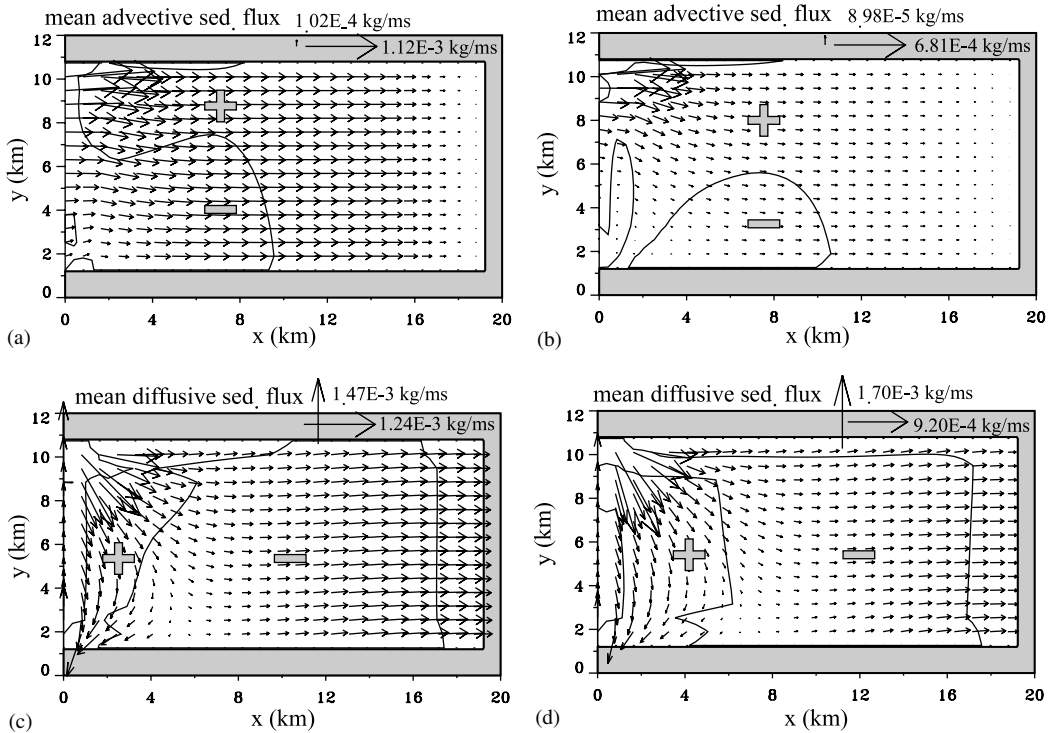 mean advective sed. flux 1.02E-4 kg/ms
1.12E-3 kg/ms
12
10
8
6
4
2
0
y (km)
0 4 8 12 16 20
x (km)
(a)
mean advective sed. flux 8.98E-5 kg/ms
6.81E-4 kg/ms
12
10
8
6
4
2
0
y (km)
0 4 8 12 16 20
x (km)
(b)
mean diffusive sed. flux 1.47E-3 kg/ms
1.24E-3 kg/ms
12
10
8
6
4
2
0
y (km)
0 4 8 12 16 20
x (km)
(c)
mean diffusive sed. flux 1.70E-3 kg/ms
9.20E-4 kg/ms
12
10
8
6
4
2
0
y (km)
0 4 8 12 16 20
x (km)
(d)